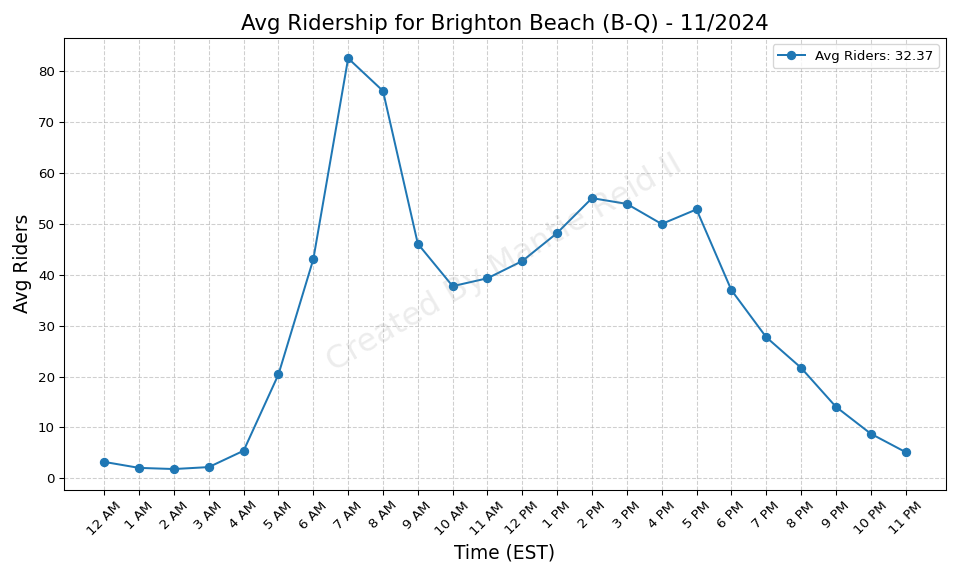 Avg Ridership for Brighton Beach (B-Q) - 11/2024
Avg Riders: 32.37
80
70
60
50
40
30
20
10
0
Avg Riders
Created By Mantie Reid II
12 AM
1 AM
2 AM
3 AM
4 AM
5 AM
6 AM
7 AM
8 AM
9 AM
10 AM
11 AM
12 PM
1 PM
2 PM
3 PM
4 PM
5 PM
6 PM
7 PM
8 PM
9 PM
10 PM
11 PM
Time (EST)